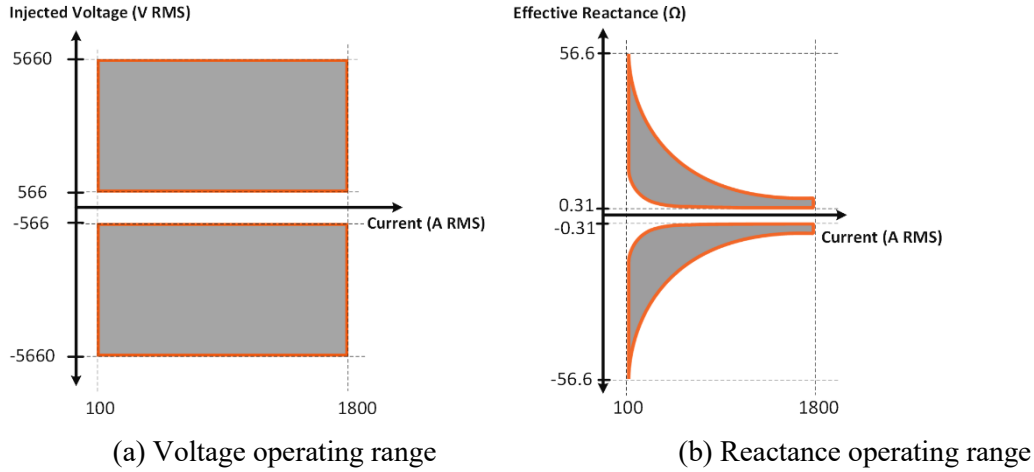 Injected Voltage (V RMS)
5660
566
-566
Current (A RMS)
-5660
100
1800
(a) Voltage operating range
Effective Reactance (Ω)
56.6
0.31
-0.31
Current (A RMS)
-56.6
100
1800
(b) Reactance operating range